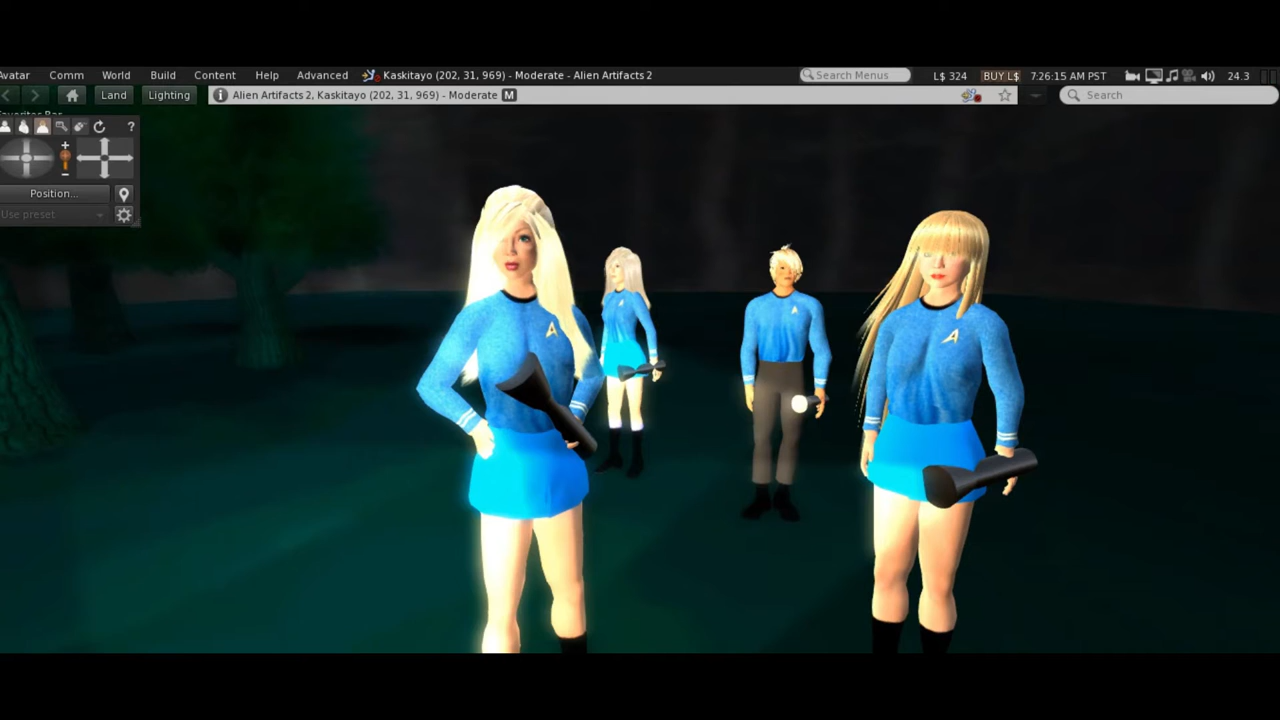 Avatar Comm World Build Content Help Advanced Kaskitayo (202, 31, 969) - Moderate - Alien Artifacts 2 Search Menus L$ 324 BUY L$ 7:26:15 AM PST 24.3
Land Lighting Alien Artifacts 2, Kaskitayo (202, 31, 969) - Moderate M Search
Favorites Bar
?
+
Position...
Use preset